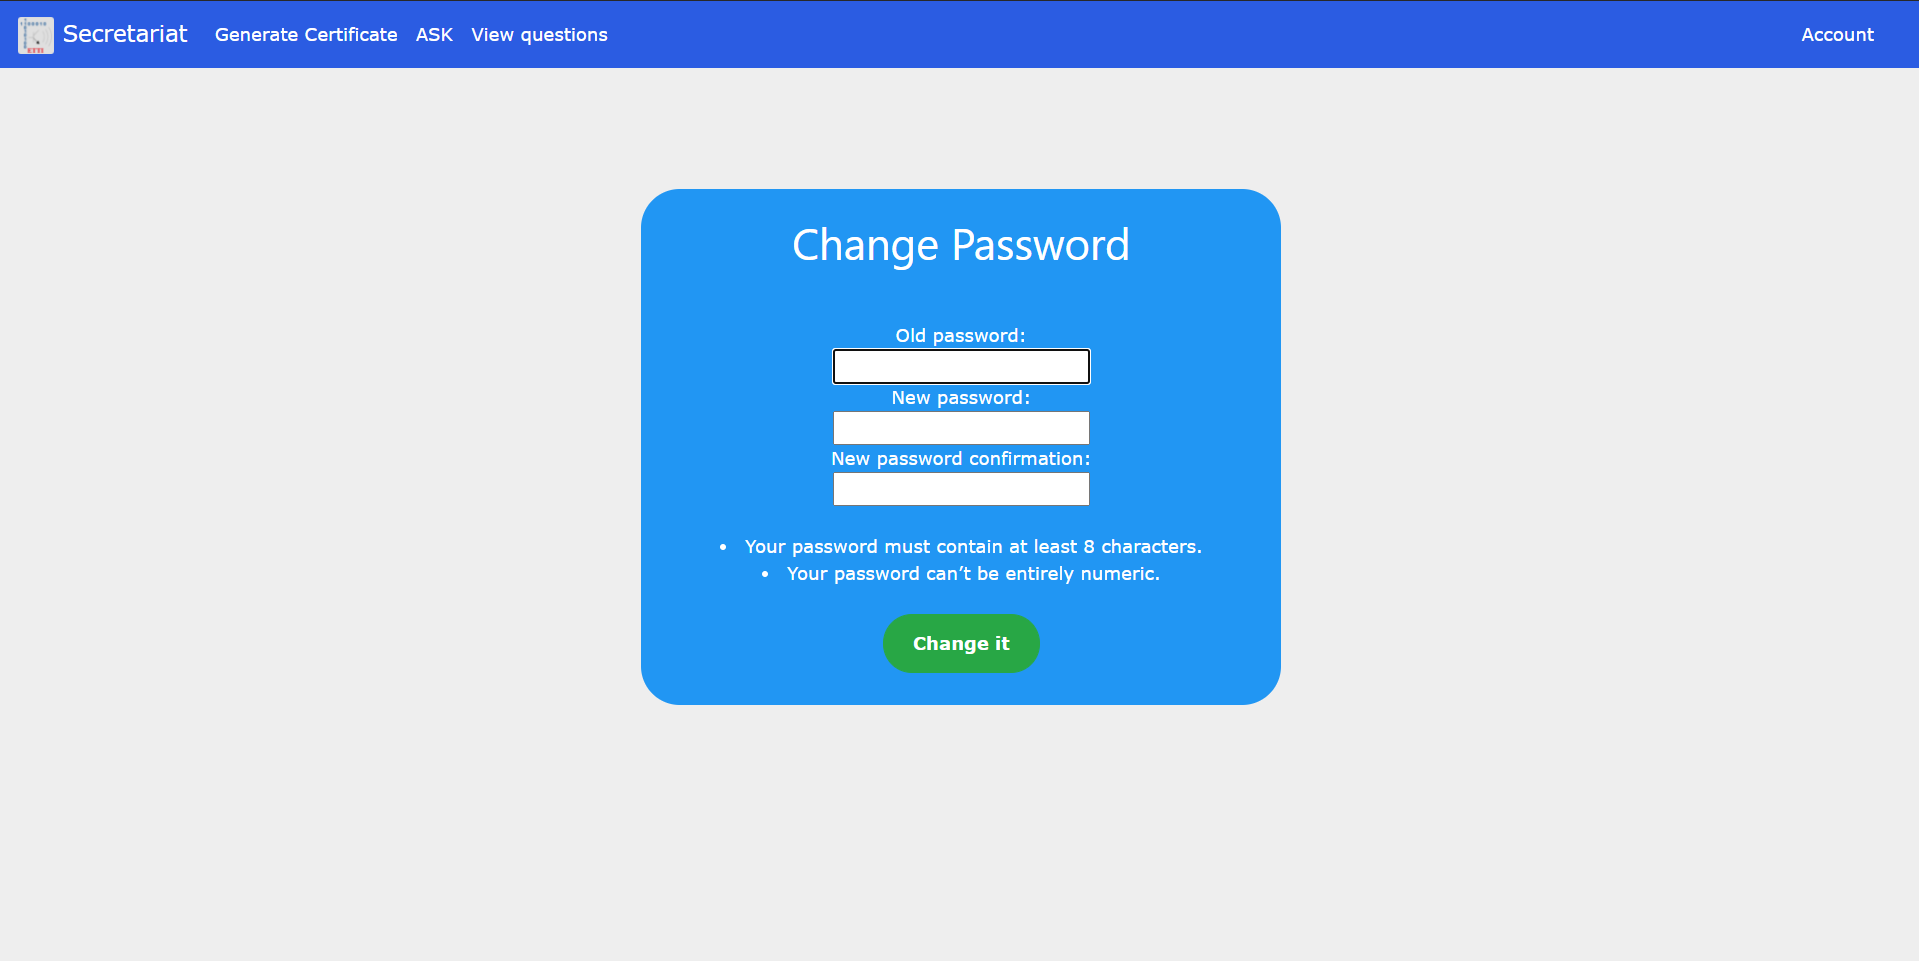 Secretariat Generate Certificate ASK View questions Account
ETTI
Change Password
Old password:
New password:
New password confirmation:
• Your password must contain at least 8 characters.
• Your password can’t be entirely numeric.
Change it